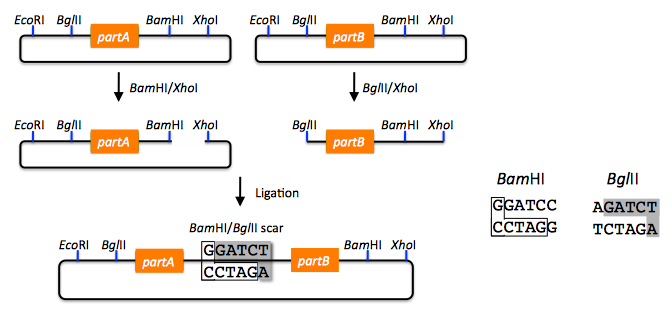 EcoRI BglII partA BamHI XhoI
EcoRI BglII partB BamHI XhoI
BamHI/XhoI
BglII/XhoI
EcoRI BglII partA BamHI XhoI
BglII partB BamHI XhoI
Ligation
BamHI
GGATCC
CCTAGG
BglII
AGATCT
TCTAGA
BamHI/BglII scar
EcoRI BglII partA
GGATCT
CCTAGA
partB BamHI XhoI